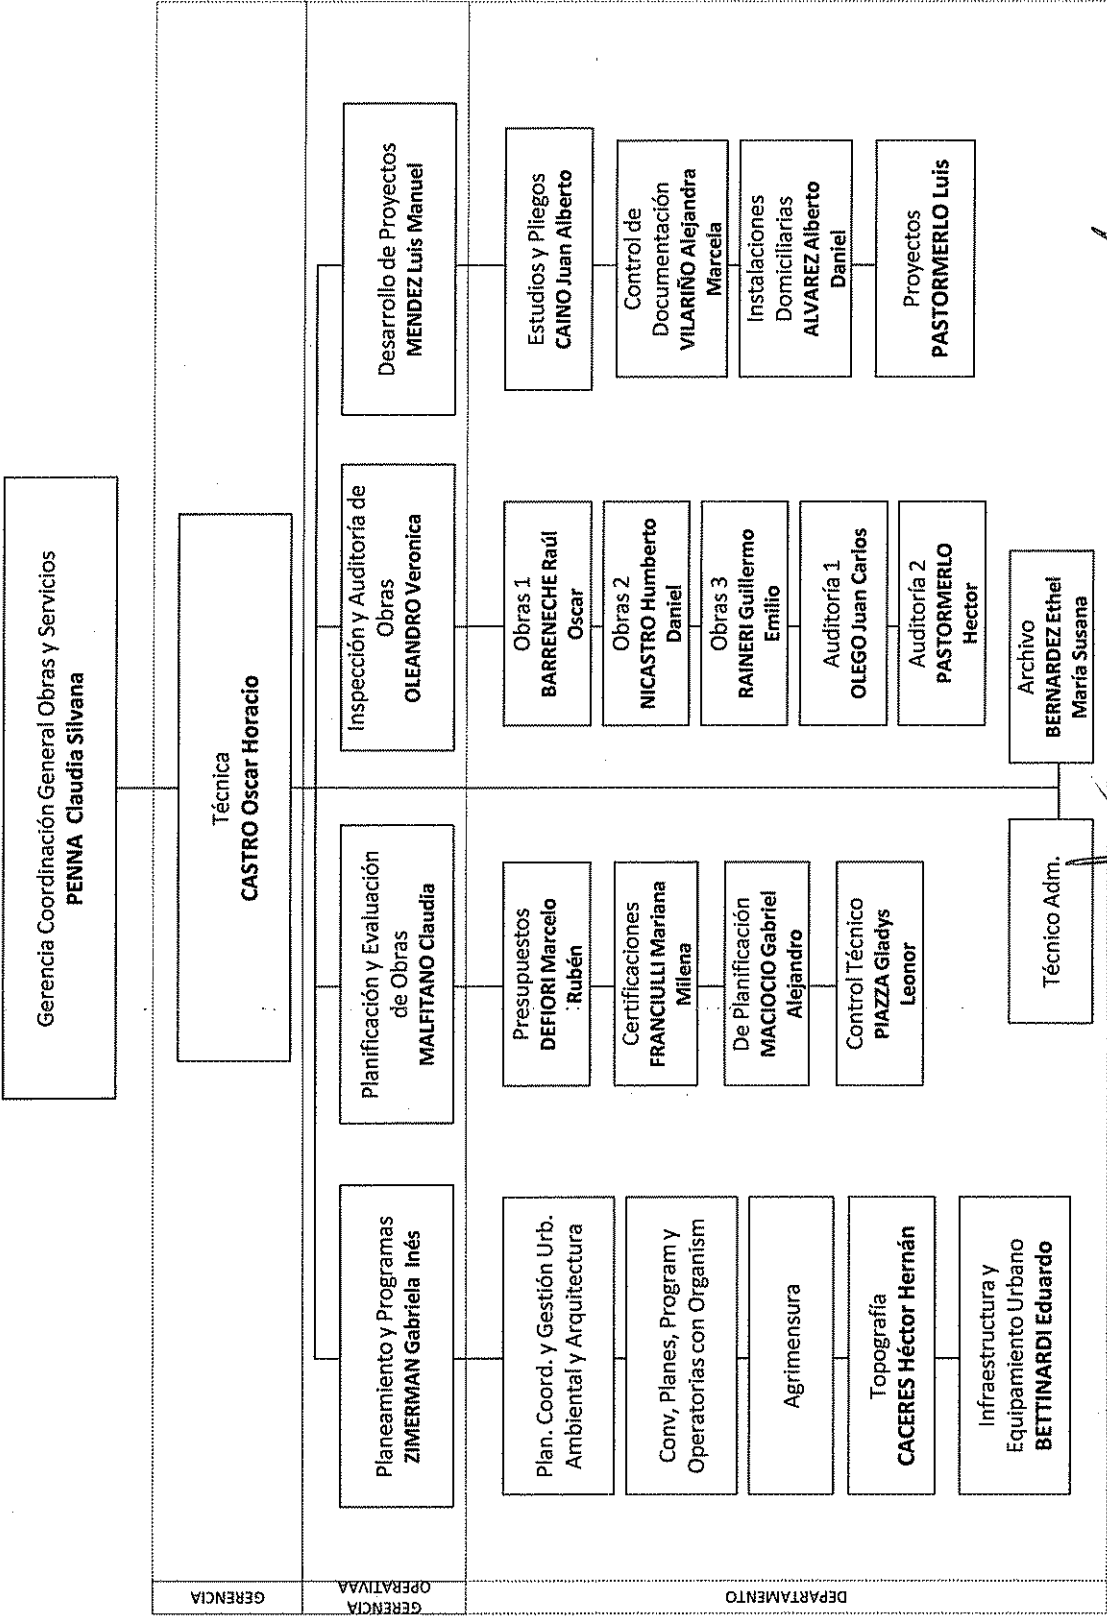 Gerencia Coordinación General Obras y Servicios
PENNA Claudia Silvana
GERENCIA
Técnica
CASTRO Oscar Horacio
GERENCIA
OPERATIVAA
Planeamiento y Programas
ZIMERMAN Gabriela Inés
Planificación y Evaluación
de Obras
MALFITANO Claudia
Inspección y Auditoría de
Obras
OLEANDRO Veronica
Desarrollo de Proyectos
MENDEZ Luis Manuel
DEPARTAMENTO
Plan. Coord. y Gestión Urb.
Ambiental y Arquitectura
Conv, Planes, Program y
Operatorias con Organism
Agrimensura
Topografía
CACERES Héctor Hernán
Infraestructura y
Equipamiento Urbano
BETTINARDI Eduardo
Presupuestos
DEFIORI Marcelo
Rubén
Certificaciones
FRANCIULLI Mariana
Milena
De Planificación
MACIOCIO Gabriel
Alejandro
Control Técnico
PIAZZA Gladys
Leonor
Obras 1
BARRENECHE Raúl
Oscar
Obras 2
NICASTRO Humberto
Daniel
Obras 3
RAINERI Guillermo
Emilio
Auditoría 1
OLEGO Juan Carlos
Auditoría 2
PASTORMERLO
Hector
Estudios y Pliegos
CAINO Juan Alberto
Control de
Documentación
VILARIÑO Alejandra
Marcela
Instalaciones
Domiciliarias
ALVAREZ Alberto
Daniel
Proyectos
PASTORMERLO Luis
Técnico Adm.
Archivo
BERNARDEZ Ethel
María Susana